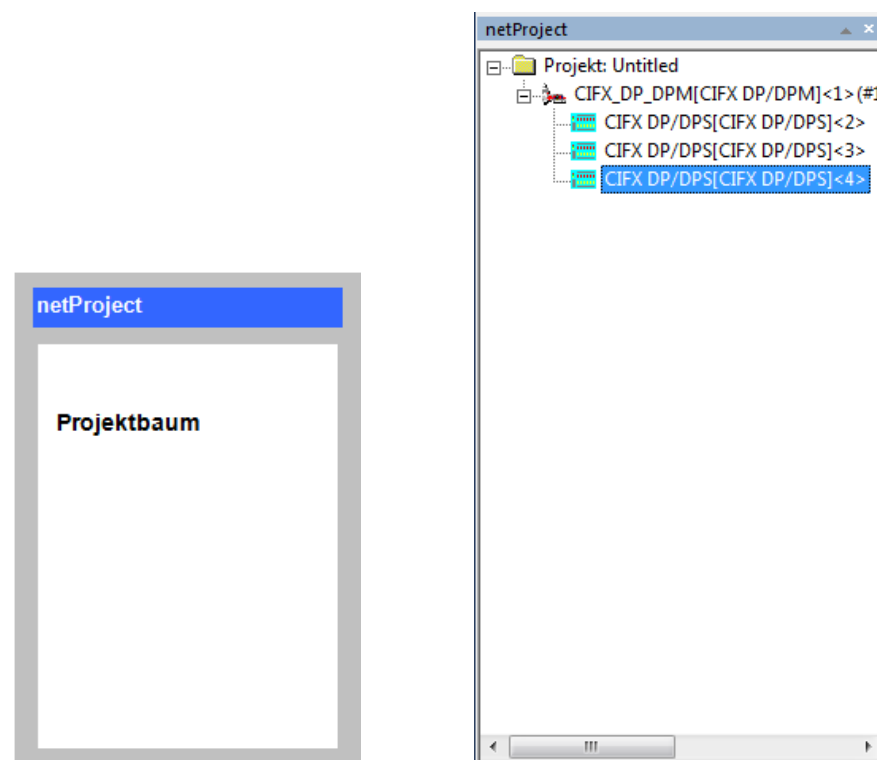 netProject
Projekt: Untitled
CIFX_DP_DPM[CIFX DP/DPM]<1>(#1
CIFX DP/DPS[CIFX DP/DPS]<2>
CIFX DP/DPS[CIFX DP/DPS]<3>
CIFX DP/DPS[CIFX DP/DPS]<4>
netProject
Projektbaum